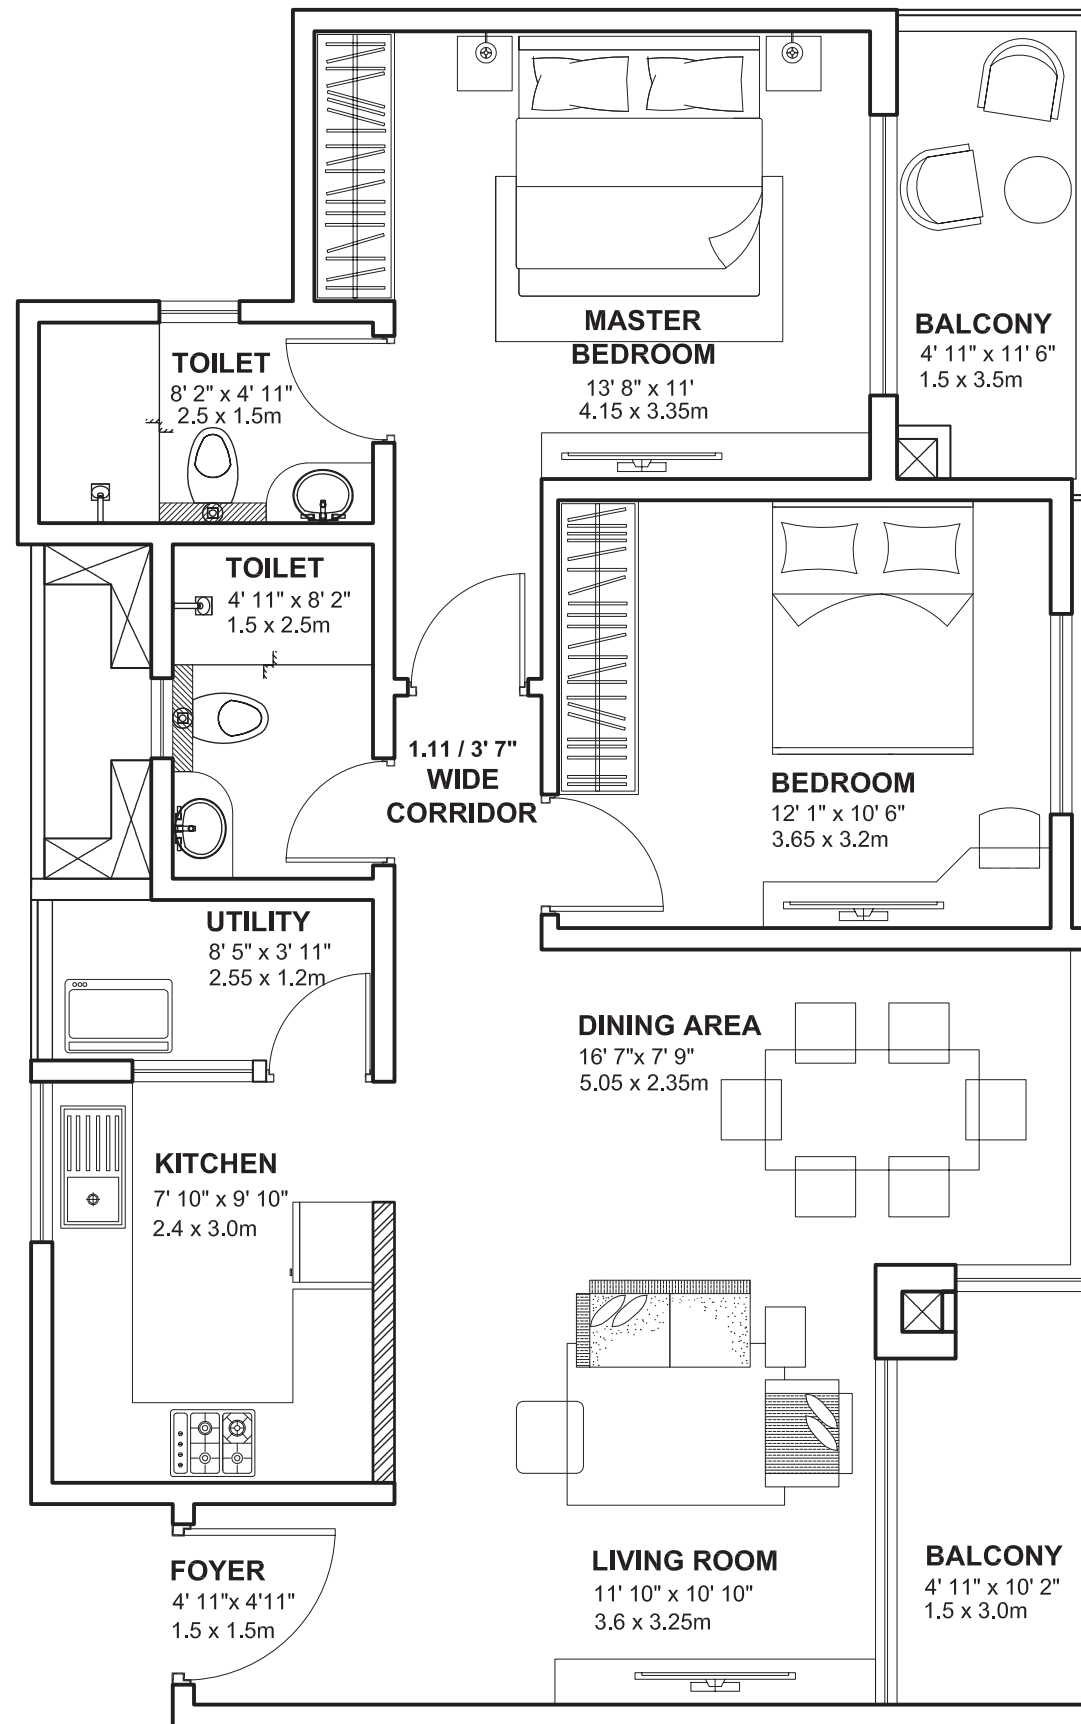 MASTER
BEDROOM
13' 8" x 11'
4.15 x 3.35m
BALCONY
4' 11" x 11' 6"
1.5 x 3.5m
TOILET
8' 2" x 4' 11"
2.5 x 1.5m
TOILET
4' 11" x 8' 2"
1.5 x 2.5m
1.11 / 3' 7"
WIDE
CORRIDOR
BEDROOM
12' 1" x 10' 6"
3.65 x 3.2m
UTILITY
8' 5" x 3' 11"
2.55 x 1.2m
DINING AREA
16' 7"x 7' 9"
5.05 x 2.35m
KITCHEN
7' 10" x 9' 10"
2.4 x 3.0m
FOYER
4' 11"x 4'11"
1.5 x 1.5m
LIVING ROOM
11' 10" x 10' 10"
3.6 x 3.25m
BALCONY
4' 11" x 10' 2"
1.5 x 3.0m